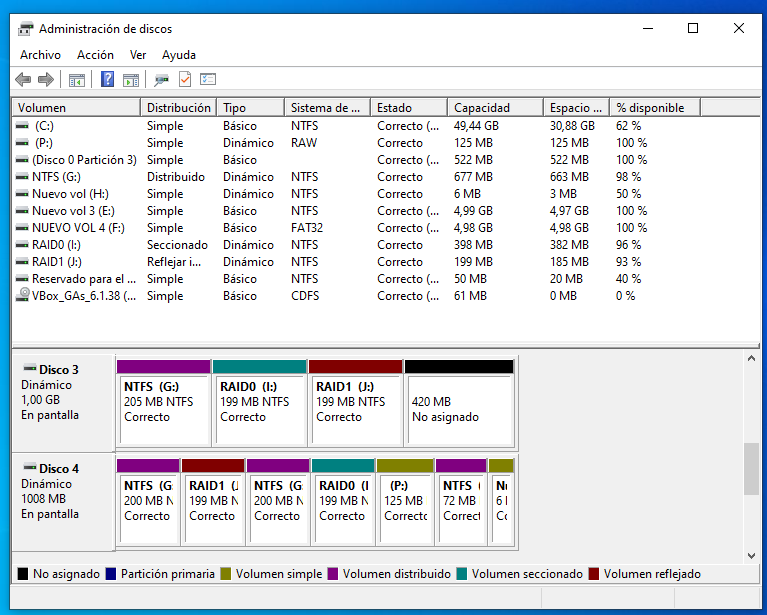 Administración de discos
Archivo Acción Ver Ayuda
Volumen Distribución Tipo Sistema de ... Estado Capacidad Espacio ... % disponible
(C:) Simple Básico NTFS Correcto (... 49,44 GB 30,88 GB 62 %
(P:) Simple Dinámico RAW Correcto 125 MB 125 MB 100 %
(Disco 0 Partición 3) Simple Básico Correcto (... 522 MB 522 MB 100 %
NTFS (G:) Distribuido Dinámico NTFS Correcto 677 MB 663 MB 98 %
Nuevo vol (H:) Simple Dinámico NTFS Correcto 6 MB 3 MB 50 %
Nuevo vol 3 (E:) Simple Básico NTFS Correcto (... 4,99 GB 4,97 GB 100 %
NUEVO VOL 4 (F:) Simple Básico FAT32 Correcto (... 4,98 GB 4,98 GB 100 %
RAID0 (I:) Seccionado Dinámico NTFS Correcto 398 MB 382 MB 96 %
RAID1 (J:) Reflejar i... Dinámico NTFS Correcto 199 MB 185 MB 93 %
Reservado para el ... Simple Básico NTFS Correcto (... 50 MB 20 MB 40 %
VBox_GAs_6.1.38 (... Simple Básico CDFS Correcto (... 61 MB 0 MB 0 %
Disco 3
Dinámico
1,00 GB
En pantalla
NTFS (G:)
205 MB NTFS
Correcto
RAID0 (I:)
199 MB NTFS
Correcto
RAID1 (J:)
199 MB NTFS
Correcto
420 MB
No asignado
Disco 4
Dinámico
1008 MB
En pantalla
NTFS (G:
200 MB N
Correcto
RAID1 (J
199 MB N
Correcto
NTFS (G:
200 MB N
Correcto
RAID0 (I
199 MB N
Correcto
(P:)
125 MB
Correcto
NTFS (
72 MB N
Correct
Nu
6 I
Co
No asignado Partición primaria Volumen simple Volumen distribuido Volumen seccionado Volumen reflejado